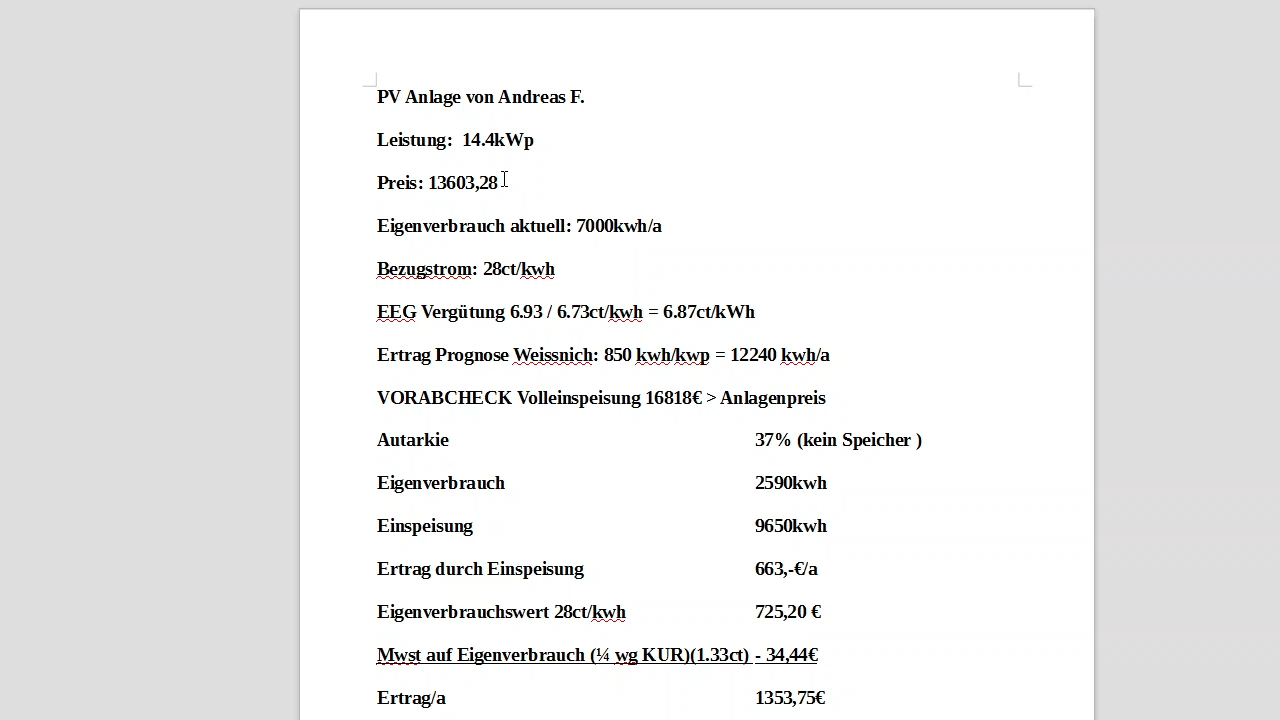 PV Anlage von Andreas F.
Leistung:  14.4kWp
Preis: 13603,28
Eigenverbrauch aktuell: 7000kwh/a
Bezugstrom: 28ct/kwh
EEG Vergütung 6.93 / 6.73ct/kwh = 6.87ct/kWh
Ertrag Prognose Weissnich: 850 kwh/kwp = 12240 kwh/a
VORABCHECK Volleinspeisung 16818€ > Anlagenpreis
Autarkie 37% (kein Speicher )
Eigenverbrauch 2590kwh
Einspeisung 9650kwh
Ertrag durch Einspeisung 663,-€/a
Eigenverbrauchswert 28ct/kwh 725,20 €
Mwst auf Eigenverbrauch (¼ wg KUR)(1.33ct) - 34,44€
Ertrag/a 1353,75€